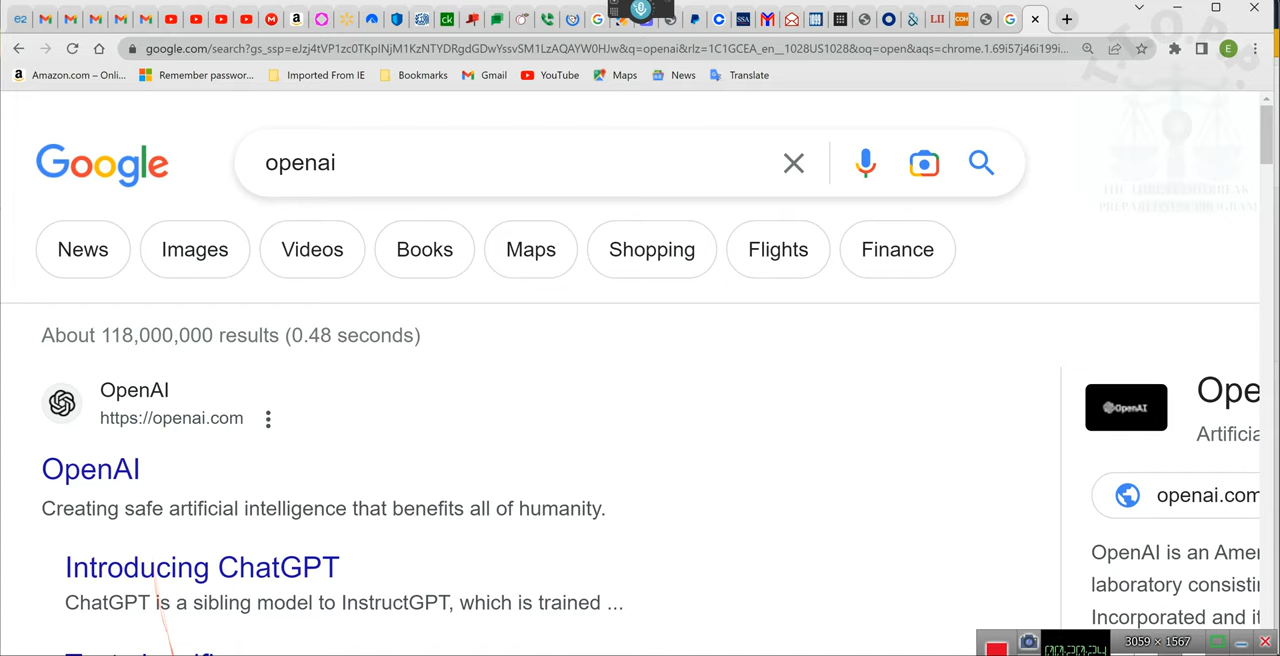 google.com/search?gs_ssp=eJzj4tVP1zc0TKpINjM1KzNTYDRgdGDwYssvSM1LzAQAYW0HJw&q=openai&rlz=1C1GCEA_en__1028US1028&oq=open&aqs=chrome.1.69i57j46i199i...
E
Amazon.com – Onli...
Remember passwor...
Imported From IE
Bookmarks
Gmail
YouTube
Maps
News
Translate
Google
openai
News
Images
Videos
Books
Maps
Shopping
Flights
Finance
About 118,000,000 results (0.48 seconds)
OpenAI
https://openai.com
OpenAI
Creating safe artificial intelligence that benefits all of humanity.
Introducing ChatGPT
ChatGPT is a sibling model to InstructGPT, which is trained ...
OpenAI
Ope
Artificia
openai.com
OpenAI is an Amer
laboratory consisti
Incorporated and it
3059 × 1567